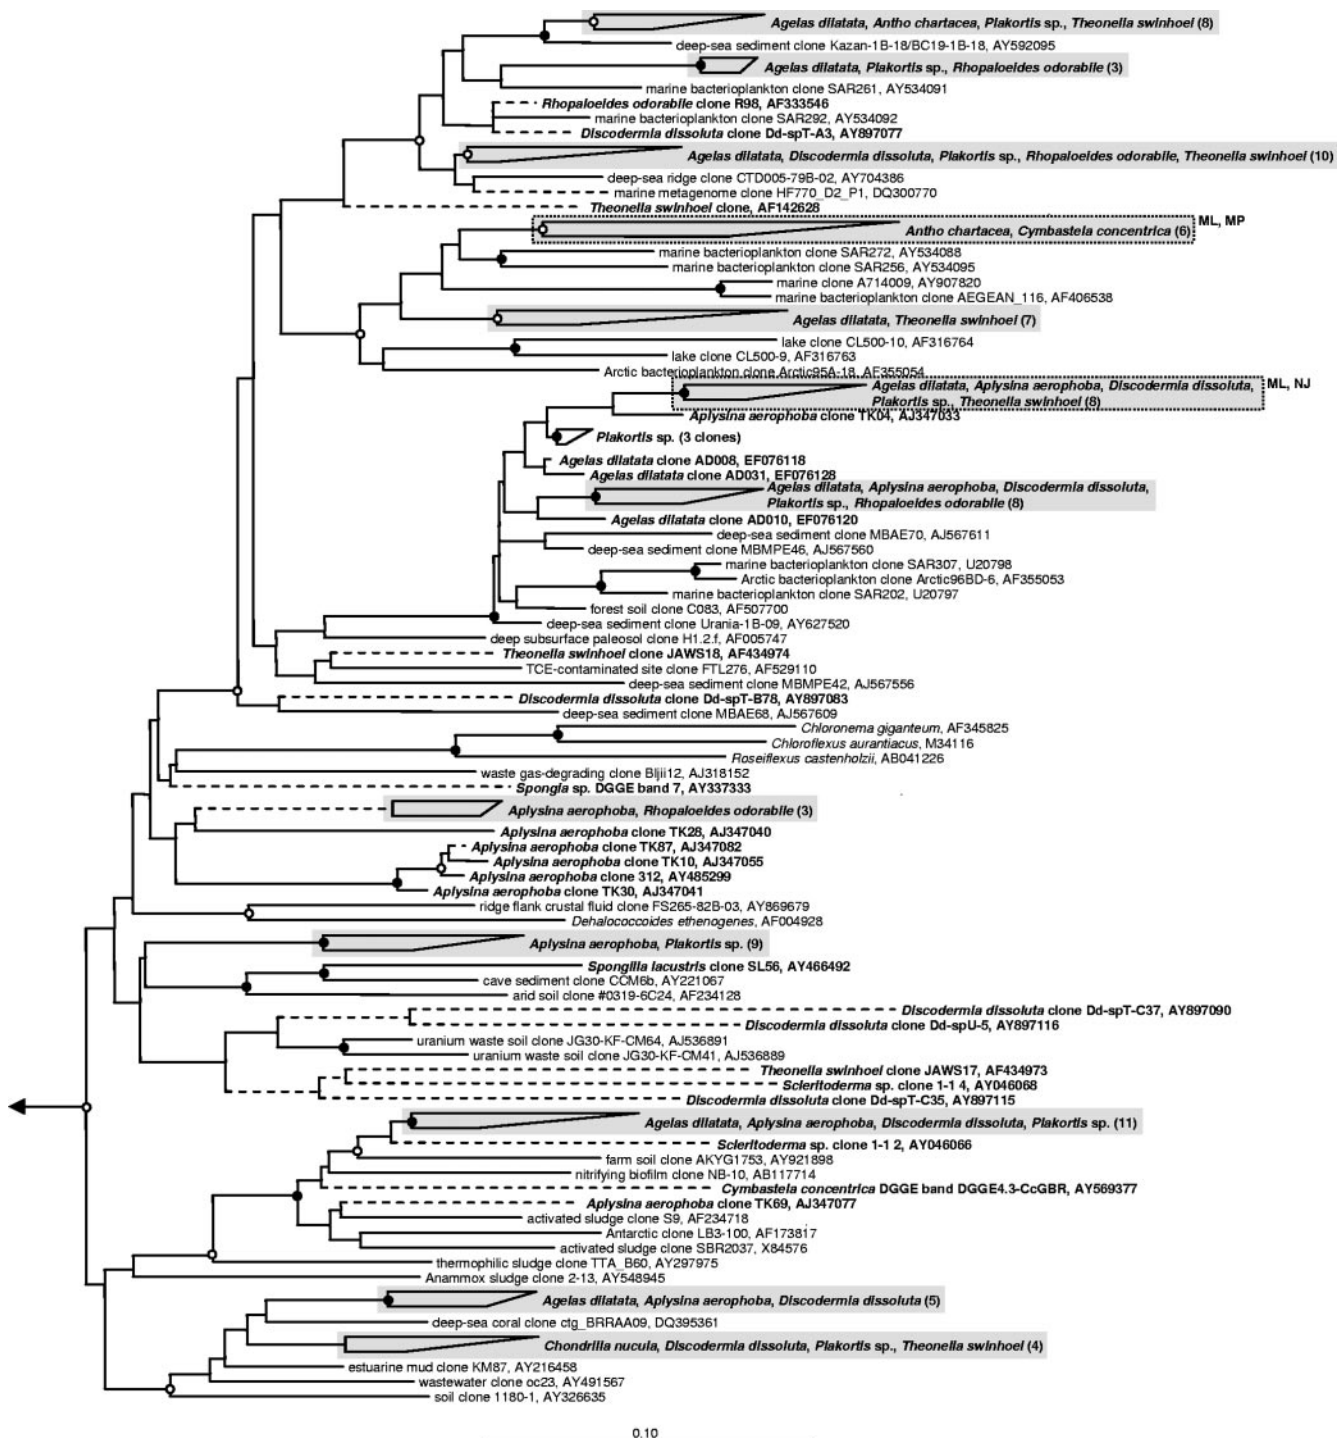 Agelas dilatata, Antho chartacea, Plakortis sp., Theonella swinhoei (8)
deep-sea sediment clone Kazan-1B-18/BC19-1B-18, AY592095
Agelas dilatata, Plakortis sp., Rhopaloeides odorabile (3)
marine bacterioplankton clone SAR261, AY534091
Rhopaloeides odorabile clone R98, AF333546
marine bacterioplankton clone SAR292, AY534092
Discodermia dissoluta clone Dd-spT-A3, AY897077
Agelas dilatata, Discodermia dissoluta, Plakortis sp., Rhopaloeides odorabile, Theonella swinhoei (10)
deep-sea ridge clone CTD005-79B-02, AY704386
marine metagenome clone HF770_D2_P1, DQ300770
Theonella swinhoei clone, AF142628
ML, MP
Antho chartacea, Cymbastela concentrica (6)
marine bacterioplankton clone SAR272, AY534088
marine bacterioplankton clone SAR256, AY534095
marine clone A714009, AY907820
marine bacterioplankton clone AEGEAN_116, AF406538
Agelas dilatata, Theonella swinhoei (7)
lake clone CL500-10, AF316764
lake clone CL500-9, AF316763
Arctic bacterioplankton clone Arctic95A-18, AF355054
Agelas dilatata, Aplysina aerophoba, Discodermia dissoluta, ML, NJ
Plakortis sp., Theonella swinhoei (8)
Aplysina aerophoba clone TK04, AJ347033
Plakortis sp. (3 clones)
Agelas dilatata clone AD008, EF076118
Agelas dilatata clone AD031, EF076128
Agelas dilatata, Aplysina aerophoba, Discodermia dissoluta,
Plakortis sp., Rhopaloeides odorabile (8)
Agelas dilatata clone AD010, EF076120
deep-sea sediment clone MBAE70, AJ567611
deep-sea sediment clone MBMPE46, AJ567560
marine bacterioplankton clone SAR307, U20798
Arctic bacterioplankton clone Arctic96BD-6, AF355053
marine bacterioplankton clone SAR202, U20797
forest soil clone C083, AF507700
deep-sea sediment clone Urania-1B-09, AY627520
deep subsurface paleosol clone H1.2.f, AF005747
Theonella swinhoei clone JAWS18, AF434974
TCE-contaminated site clone FTL276, AF529110
deep-sea sediment clone MBMPE42, AJ567556
Discodermia dissoluta clone Dd-spT-B78, AY897083
deep-sea sediment clone MBAE68, AJ567609
Chloronema giganteum, AF345825
Chloroflexus aurantiacus, M34116
Roseiflexus castenholzii, AB041226
waste gas-degrading clone BIjii12, AJ318152
Spongia sp. DGGE band 7, AY337333
Aplysina aerophoba, Rhopaloeides odorabile (3)
Aplysina aerophoba clone TK28, AJ347040
Aplysina aerophoba clone TK87, AJ347082
Aplysina aerophoba clone TK10, AJ347055
Aplysina aerophoba clone 312, AY485299
Aplysina aerophoba clone TK30, AJ347041
ridge flank crustal fluid clone FS265-82B-03, AY869679
Dehalococcoides ethenogenes, AF004928
Aplysina aerophoba, Plakortis sp. (9)
Spongilla lacustris clone SL56, AY466492
cave sediment clone CCM6b, AY221067
arid soil clone #0319-6C24, AF234128
Discodermia dissoluta clone Dd-spT-C37, AY897090
Discodermia dissoluta clone Dd-spU-5, AY897116
uranium waste soil clone JG30-KF-CM64, AJ536891
uranium waste soil clone JG30-KF-CM41, AJ536889
Theonella swinhoei clone JAWS17, AF434973
Scleritoderma sp. clone 1-1 4, AY046068
Discodermia dissoluta clone Dd-spT-C35, AY897115
Agelas dilatata, Aplysina aerophoba, Discodermia dissoluta, Plakortis sp. (11)
Scleritoderma sp. clone 1-1 2, AY046066
farm soil clone AKYG1753, AY921898
nitrifying biofilm clone NB-10, AB117714
Cymbastela concentrica DGGE band DGGE4.3-CcGBR, AY569377
Aplysina aerophoba clone TK69, AJ347077
activated sludge clone S9, AF234718
Antarctic clone LB3-100, AF173817
activated sludge clone SBR2037, X84576
thermophilic sludge clone TTA_B60, AY297975
Anammox sludge clone 2-13, AY548945
Agelas dilatata, Aplysina aerophoba, Discodermia dissoluta (5)
deep-sea coral clone ctg_BRRAA09, DQ395361
Chondrilla nucula, Discodermia dissoluta, Plakortis sp., Theonella swinhoei (4)
estuarine mud clone KM87, AY216458
wastewater clone oc23, AY491567
soil clone 1180-1, AY326635
0.10